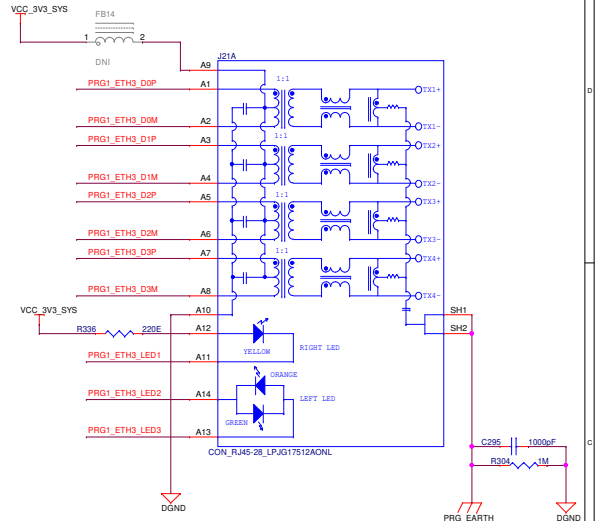 VCC_3V3_SYS
FB14
1
2
DNI
J21A
A9
PRG1_ETH3_D0P
A1
1:1
TX1+
D
PRG1_ETH3_D0M
A2
TX1-
1:1
PRG1_ETH3_D1P
A3
TX2+
PRG1_ETH3_D1M
A4
TX2-
1:1
PRG1_ETH3_D2P
A5
TX3+
PRG1_ETH3_D2M
A6
TX3-
1:1
PRG1_ETH3_D3P
A7
TX4+
PRG1_ETH3_D3M
A8
TX4-
VCC_3V3_SYS
A10
SH1
R336
220E
A12
SH2
YELLOW
RIGHT LED
PRG1_ETH3_LED1
A11
ORANGE
PRG1_ETH3_LED2
A14
LEFT LED
GREEN
PRG1_ETH3_LED3
A13
CON_RJ45-28_LPJG17512AONL
C295
1000pF
C
R304
1M
DGND
PRG_EARTH
DGND